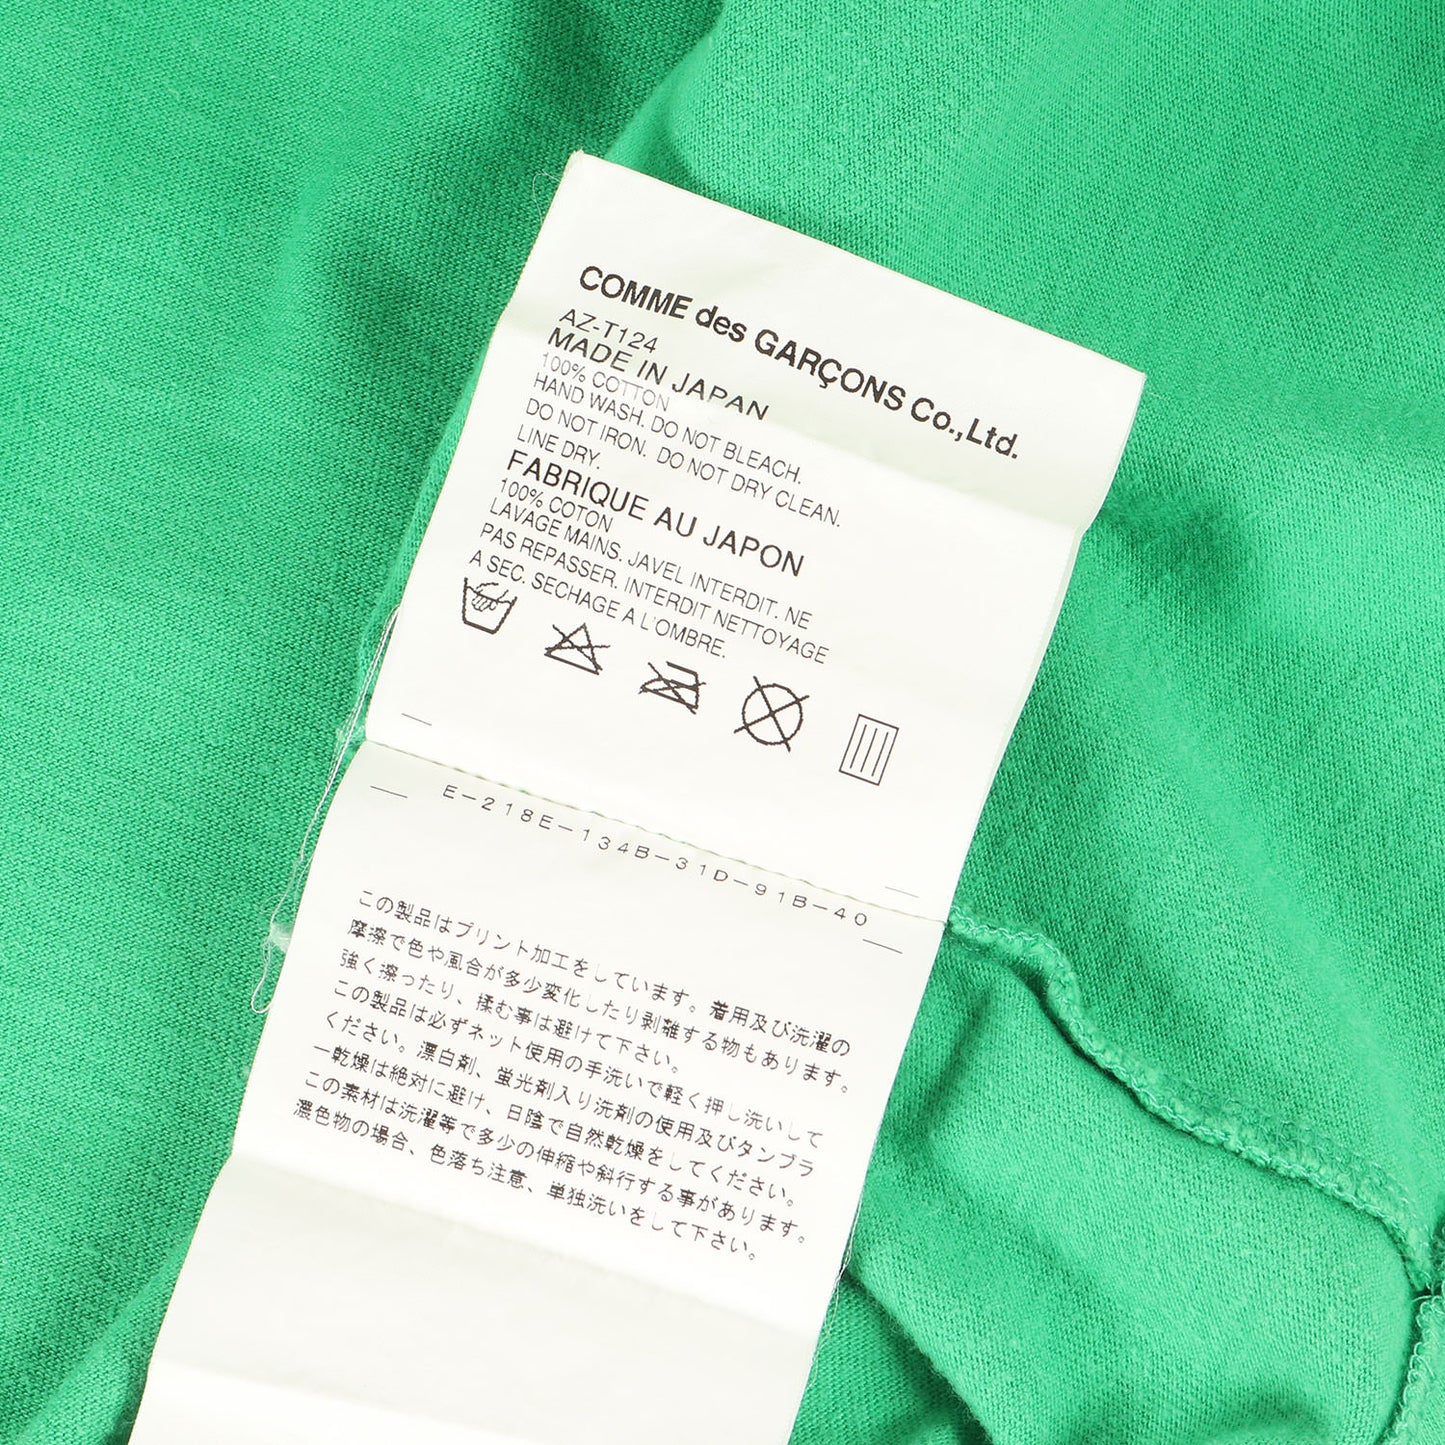 COMME des GARÇONS Co.,Ltd.
AZ-T124
MADE IN JAPAN
100% COTTON
HAND WASH. DO NOT BLEACH.
DO NOT IRON. DO NOT DRY CLEAN.
LINE DRY.
FABRIQUE AU JAPON
100% COTON
LAVAGE MAINS. JAVEL INTERDIT. NE
PAS REPASSER. INTERDIT NETTOYAGE
A SEC. SECHAGE A L'OMBRE.
E-218E-134B-31D-91B-40
この製品はプリント加工をしています。着用及び洗濯の
摩擦で色や風合が多少変化したり剥離する物もあります。
強く擦ったり、揉む事は避けて下さい。
この製品は必ずネット使用の手洗いで軽く押し洗いして
ください。漂白剤、蛍光剤入り洗剤の使用及びタンブラ
ー乾燥は絶対に避け、日陰で自然乾燥をしてください。
この素材は洗濯等で多少の伸縮や斜行する事があります。
濃色物の場合、色落ち注意、単独洗いをして下さい。